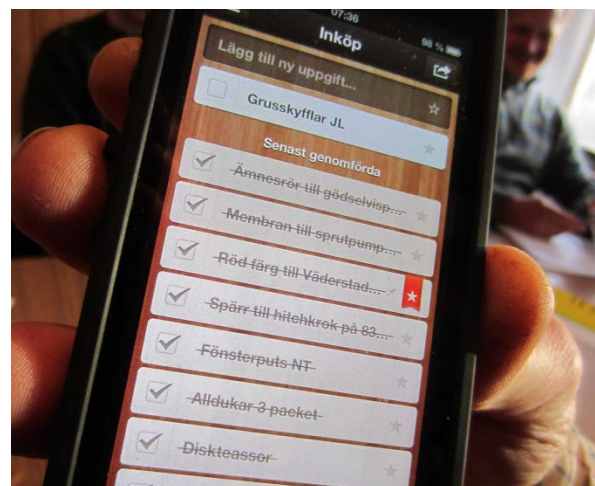 07:36
98 %
Inköp
Lägg till ny uppgift...
Grusskyfflar JL
Senast genomförda
Ämnesrör till gödselvisp...
Membran till sprutpump...
Röd färg till Väderstad...
Spärr till hitchkrok på 83...
Fönsterputs NT
Alldukar 3 packet
Diskteassor